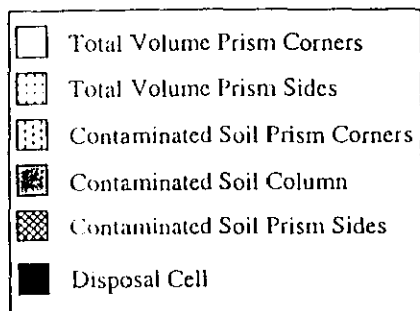 Total Volume Prism Corners
Total Volume Prism Sides
Contaminated Soil Prism Corners
Contaminated Soil Column
Contaminated Soil Prism Sides
Disposal Cell